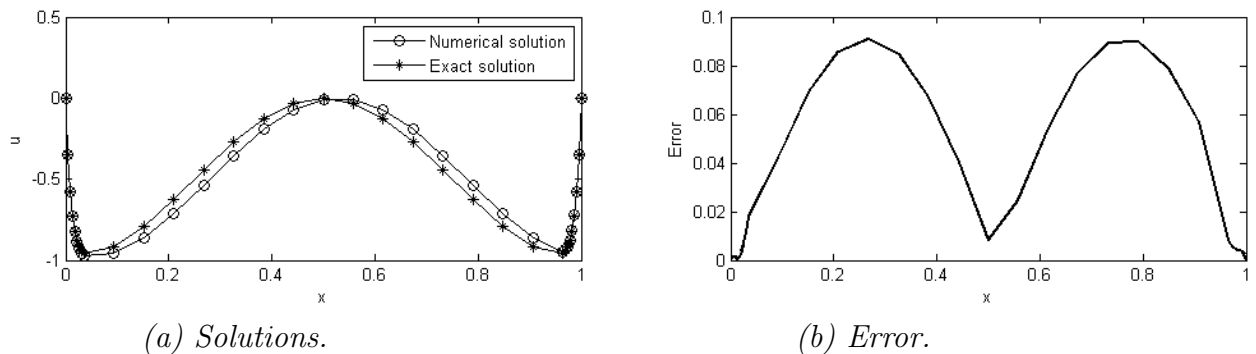 0.5
0
-0.5
-1
u
0 0.2 0.4 0.6 0.8 1
x
Numerical solution
Exact solution
0.1
0.08
0.06
0.04
0.02
0
Error
0 0.2 0.4 0.6 0.8 1
x
(a) Solutions.
(b) Error.